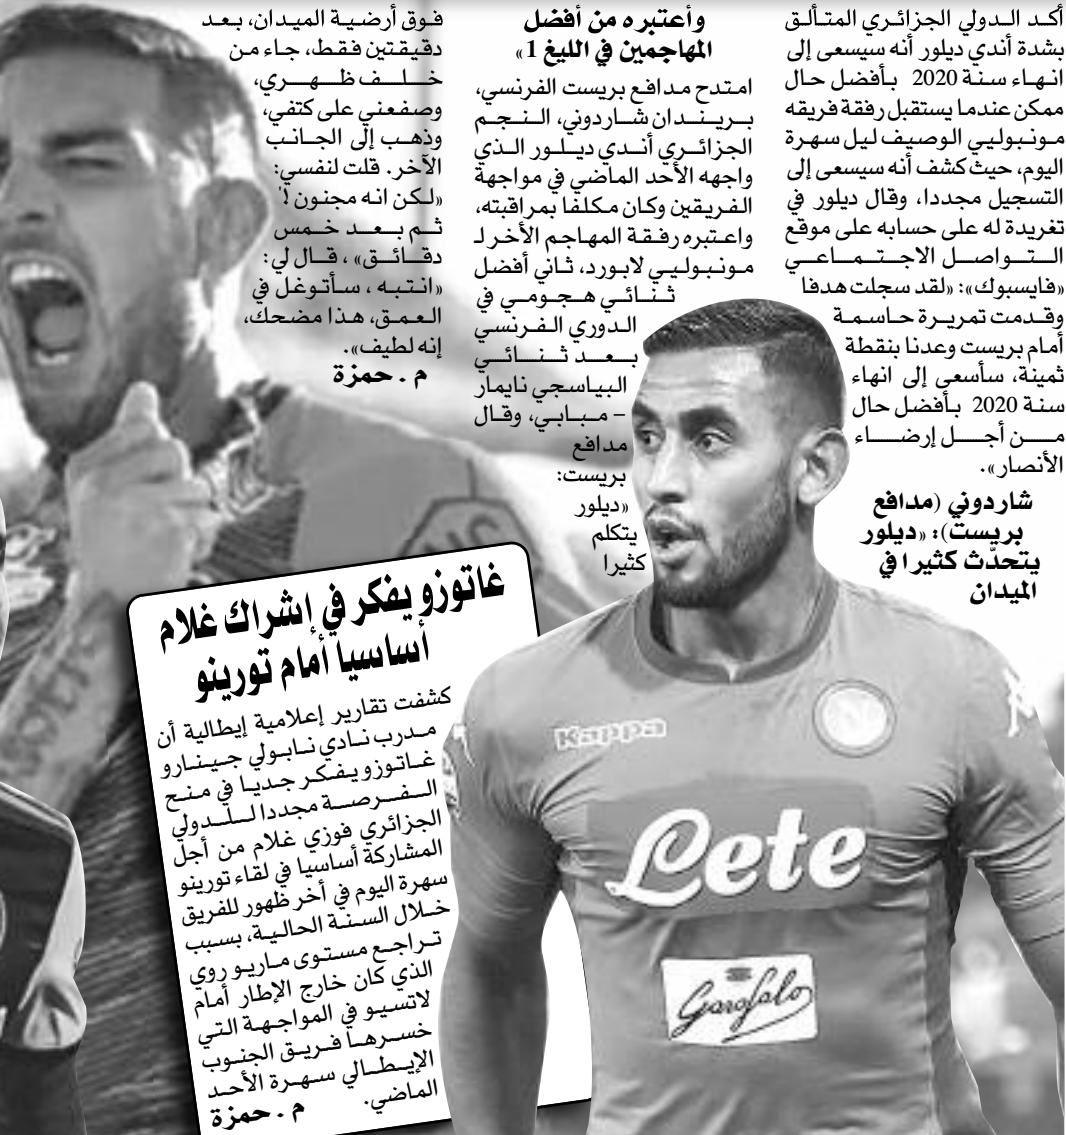 أكد الدولي الجزائري المتألق
بشدة أندي ديلور أنه سيسعى إلى
انهاء سنة 2020 بأفضل حال
ممكن عندما يستقبل رفقة فريقه
مونبوليي الوصيف ليل سهرة
اليوم، حيث كشف أنه سيسعى إلى
التسجيل مجددا، وقال ديلور في
تغريدة له على حسابه على موقع
التواصل الاجتماعي
«فايسبوك»: «لقد سجلت هدفا
وقدمت تمريرة حاسمة
أمام بريست وعدنا بنقطة
ثمينة، سأسعى إلى انهاء
سنة 2020 بأفضل حال
من أجل إرضاء
الأنصار».
شاردوني (مدافع
بريست): «ديلور
يتحدّث كثيرا في
الميدان
وأعتبره من أفضل
المهاجمين في الليغ 1»
امتدح مدافع بريست الفرنسي،
بريندان شاردوني، النجم
الجزائري أندي ديلور الذي
واجهه الأحد الماضي في مواجهة
الفريقين وكان مكلفا بمراقبته،
واعتبره رفقة المهاجم الأخر لـ
مونبوليي لابورد، ثاني أفضل
ثنائي هجومي في
الدوري الفرنسي
بعد ثنائي
البياسجي نايمار
– مبابي، وقال
مدافع
بريست:
«ديلور
يتكلم
كثيرا
فوق أرضية الميدان، بعد
دقيقتين فقط، جاء من
خلف ظهري،
وصفعني على كتفي،
وذهب إلى الجانب
الآخر. قلت لنفسي:
«لكن انه مجنون !'
ثم بعد خمس
دقائق» ، قال لي:
«انتبه ، سأتوغل في
العمق، هذا مضحك،
إنه لطيف».
م . حمزة
غاتوزو يفكر في إشراك غلام
أساسيا أمام تورينو
كشفت تقارير إعلامية إيطالية أن
مدرب نادي نابولي جينارو
غاتوزو يفكر جديا في منح
الفرصة مجددا للدولي
الجزائري فوزي غلام من أجل
المشاركة أساسيا في لقاء تورينو
سهرة اليوم في أخر ظهور للفريق
خلال السنة الحالية، بسبب
تراجع مستوى ماريو روي
الذي كان خارج الإطار أمام
لاتسيو في المواجهة التي
خسرها فريق الجنوب
الإيطالي سهرة الأحد
الماضي.
م . حمزة
Kappa
Lete
Garofalo